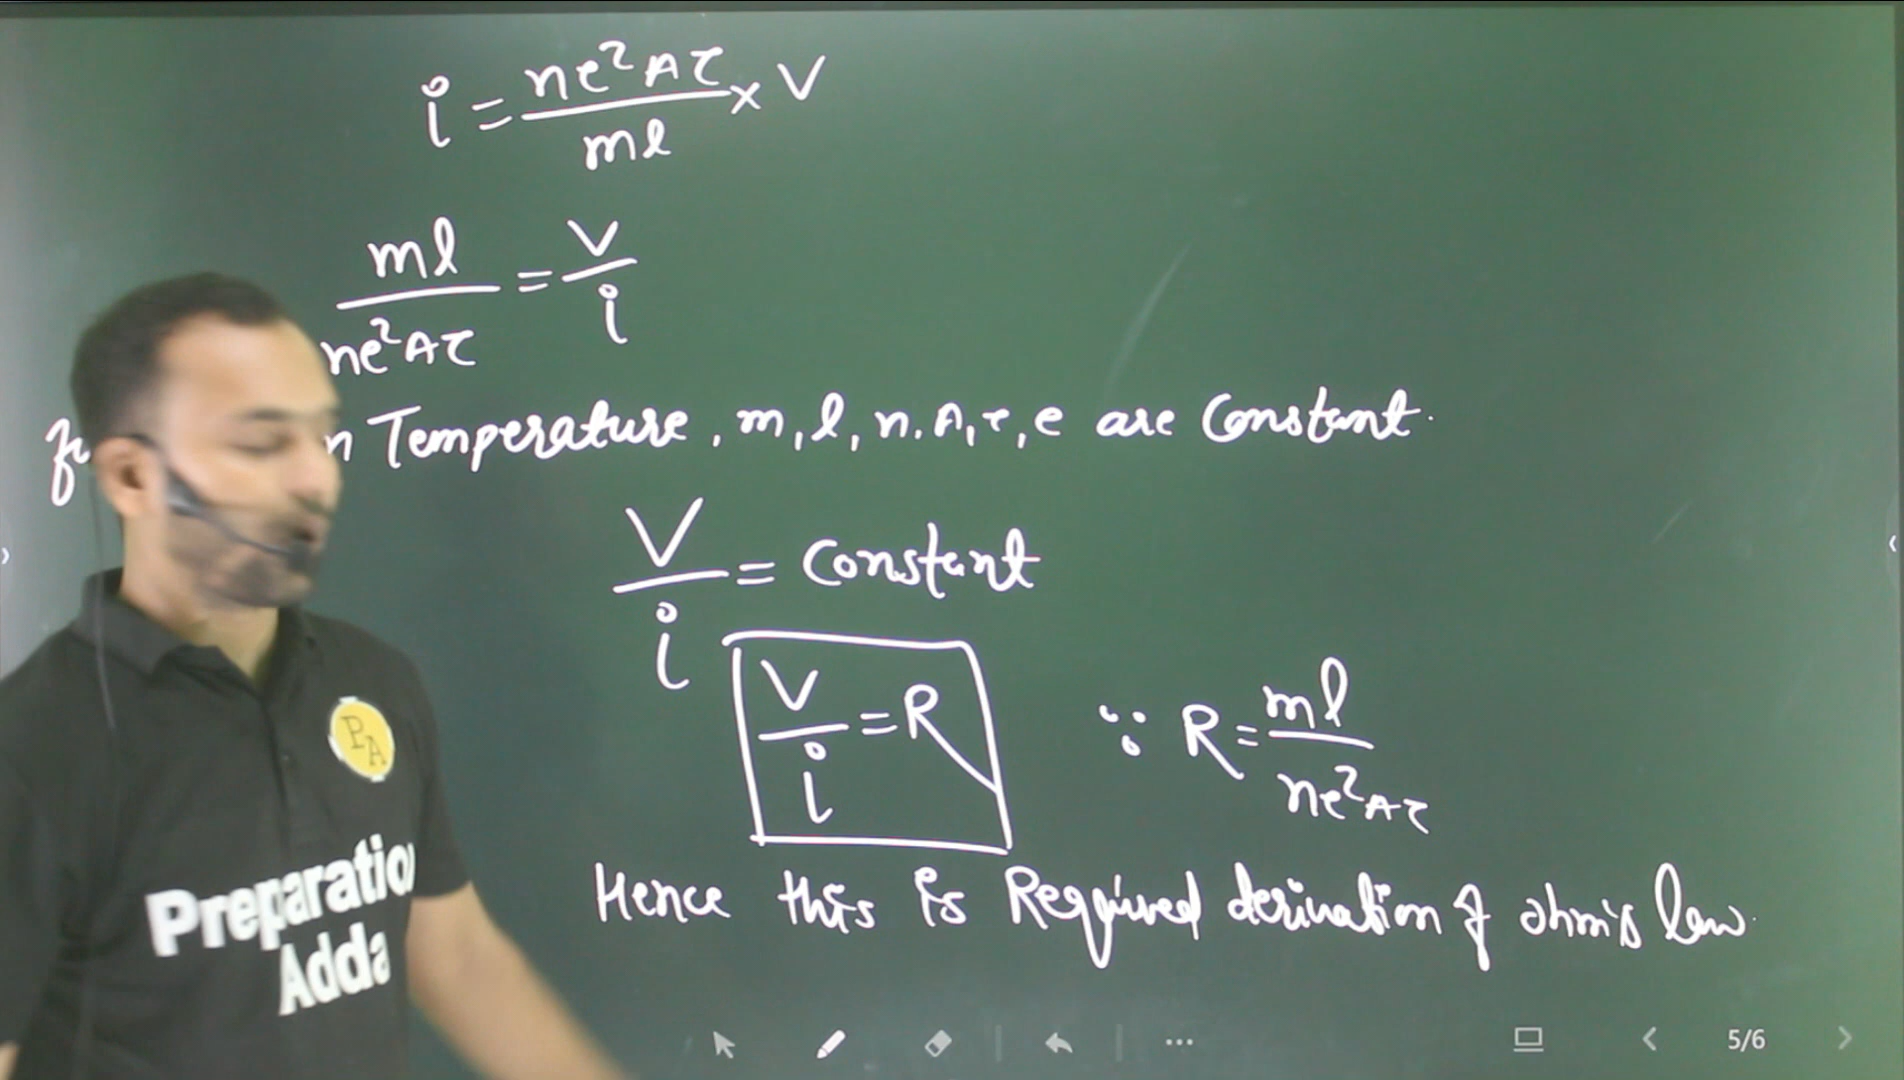 i = ne²Aτ/ml × V
ml/ne²Aτ = V/i
Temperature, m, l, n, A, τ, e are Constant.
V/i = Constant
V/i = R ∵ R = ml/ne²Aτ
Hence this is Required derivation of ohm's law.
PA
Preparation
Adda
5/6